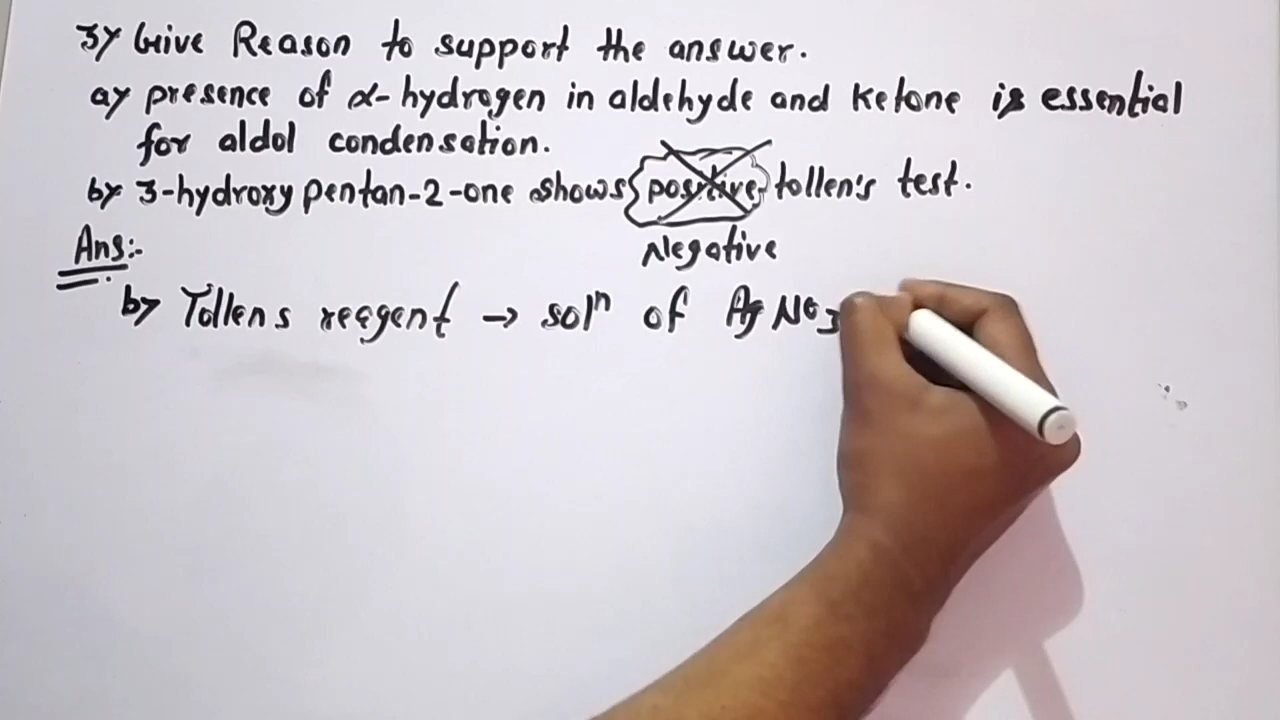 3) Give Reason to support the answer.
a) presence of α-hydrogen in aldehyde and ketone is essential
for aldol condensation.
b) 3-hydroxy pentan-2-one shows positive tollen's test.
Negative
Ans:-
b) Tollens reagent → solⁿ of AgNO3